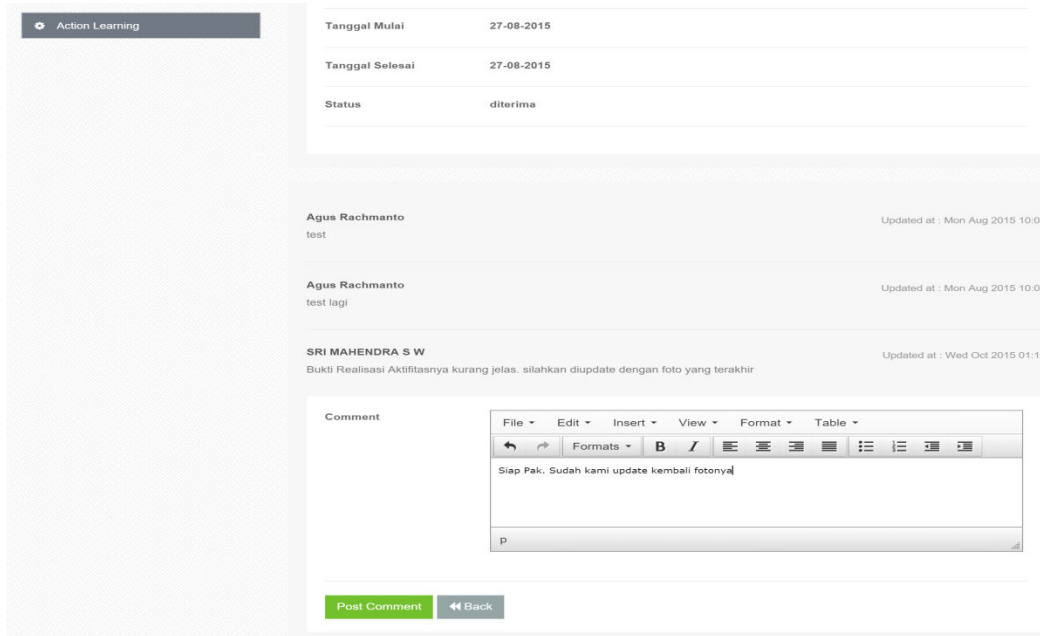 Action Learning
Tanggal Mulai 27-08-2015
Tanggal Selesai 27-08-2015
Status diterima
Agus Rachmanto Updated at : Mon Aug 2015 10:0
test
Agus Rachmanto Updated at : Mon Aug 2015 10:0
test lagi
SRI MAHENDRA S W Updated at : Wed Oct 2015 01:1
Bukti Realisasi Aktifitasnya kurang jelas. silahkan diupdate dengan foto yang terakhir
Comment
File Edit Insert View Format Table
Formats B I
Siap Pak. Sudah kami update kembali fotonya
p
Post Comment Back